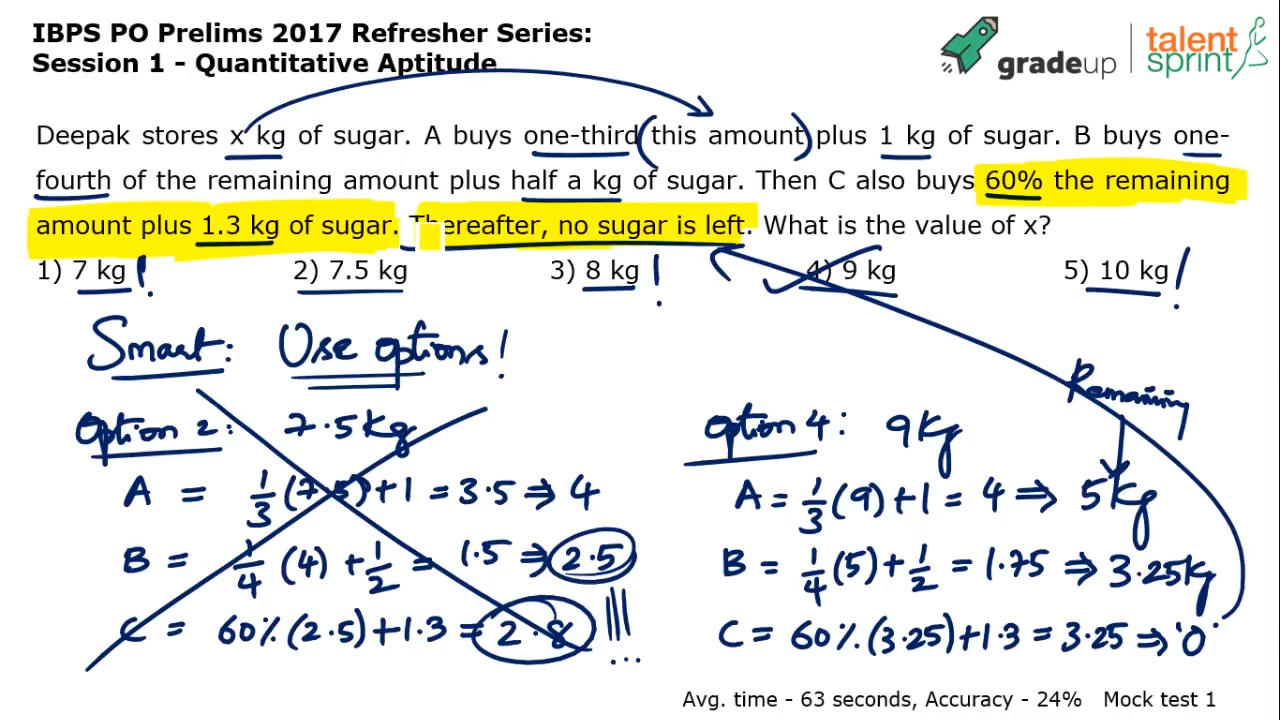 IBPS PO Prelims 2017 Refresher Series:
Session 1 - Quantitative Aptitude
gradeup
talent
sprint
Deepak stores x kg of sugar. A buys one-third (this amount) plus 1 kg of sugar. B buys one-
fourth of the remaining amount plus half a kg of sugar. Then C also buys 60% the remaining
amount plus 1.3 kg of sugar. Thereafter, no sugar is left. What is the value of x?
1) 7 kg ! 2) 7.5 kg 3) 8 kg ! 4) 9 kg 5) 10 kg !
Smart: Use options!
Remaining
Option 2: 7.5kg
A = 1/3 (7.5) + 1 = 3.5 ⇒ 4
B = 1/4 (4) + 1/2 = 1.5 ⇒ 2.5
C = 60% (2.5) + 1.3 = 2.8 !!! ...
option 4: 9kg
A = 1/3 (9) + 1 = 4 ⇒ 5kg
B = 1/4 (5) + 1/2 = 1.75 ⇒ 3.25kg
C = 60% (3.25) + 1.3 = 3.25 ⇒ '0'
Avg. time - 63 seconds, Accuracy - 24% Mock test 1